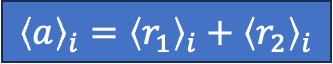 ⟨a⟩ᵢ = ⟨r₁⟩ᵢ + ⟨r₂⟩ᵢ